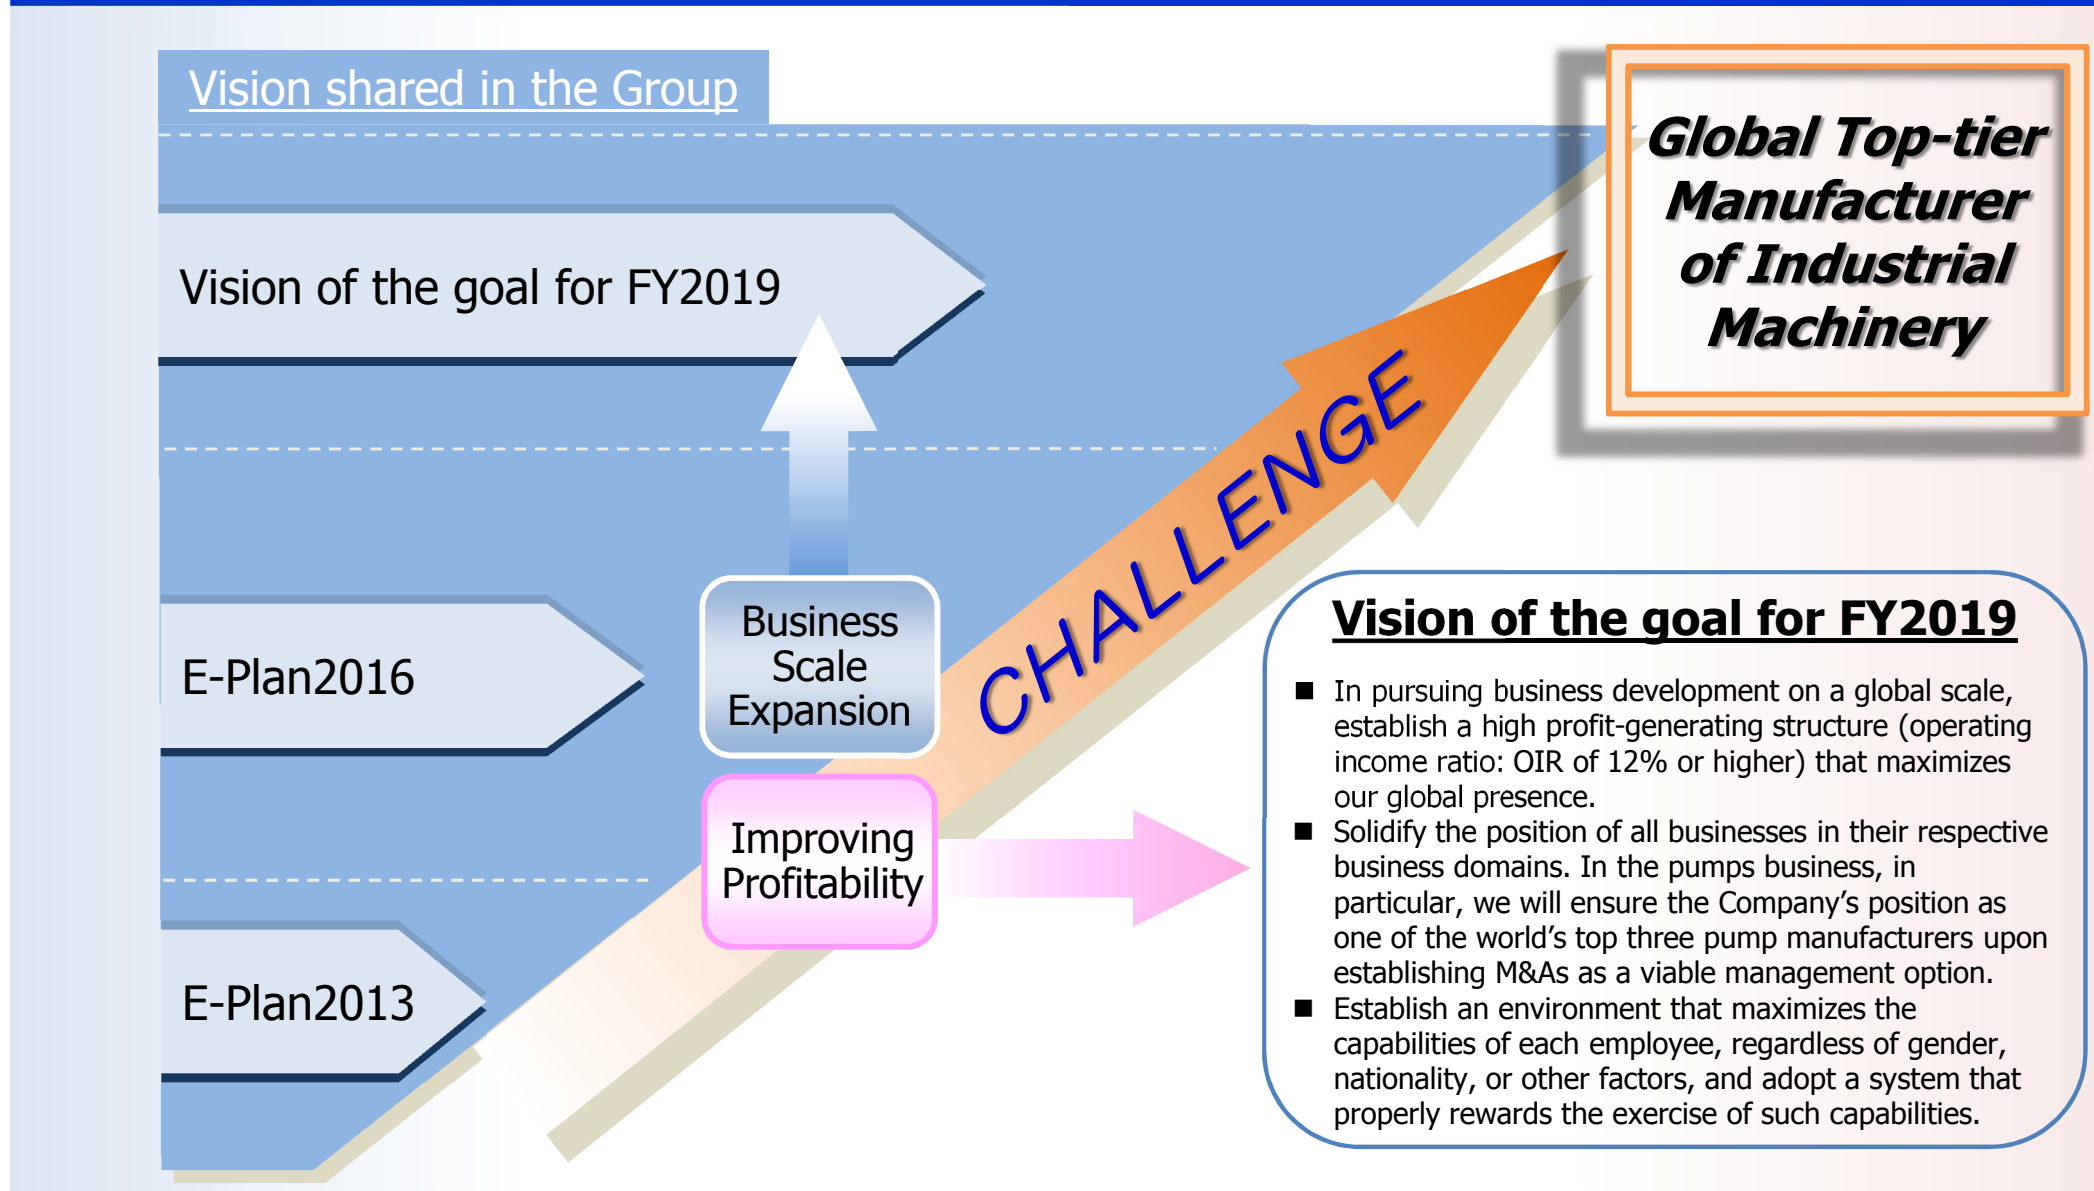 Vision shared in the Group
Global Top-tier
Manufacturer
of Industrial
Machinery
Vision of the goal for FY2019
CHALLENGE
E-Plan2016
Business
Scale
Expansion
Improving
Profitability
E-Plan2013
Vision of the goal for FY2019
■ In pursuing business development on a global scale,
establish a high profit-generating structure (operating
income ratio: OIR of 12% or higher) that maximizes
our global presence.
■ Solidify the position of all businesses in their respective
business domains. In the pumps business, in
particular, we will ensure the Company’s position as
one of the world’s top three pump manufacturers upon
establishing M&As as a viable management option.
■ Establish an environment that maximizes the
capabilities of each employee, regardless of gender,
nationality, or other factors, and adopt a system that
properly rewards the exercise of such capabilities.